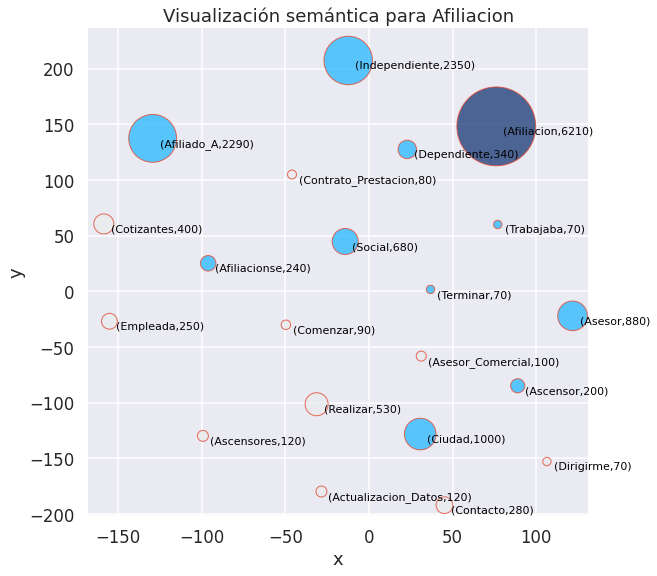 Visualización semántica para Afiliacion
200
150
100
50
0
−50
−100
−150
−200
y
(Independiente,2350)
(Afiliacion,6210)
(Afiliado_A,2290)
(Dependiente,340)
(Contrato_Prestacion,80)
(Cotizantes,400)
(Trabajaba,70)
(Social,680)
(Afiliacionse,240)
(Terminar,70)
(Asesor,880)
(Empleada,250)
(Comenzar,90)
(Asesor_Comercial,100)
(Ascensor,200)
(Realizar,530)
(Ciudad,1000)
(Ascensores,120)
(Dirigirme,70)
(Actualizacion_Datos,120)
(Contacto,280)
−150 −100 −50 0 50 100
x